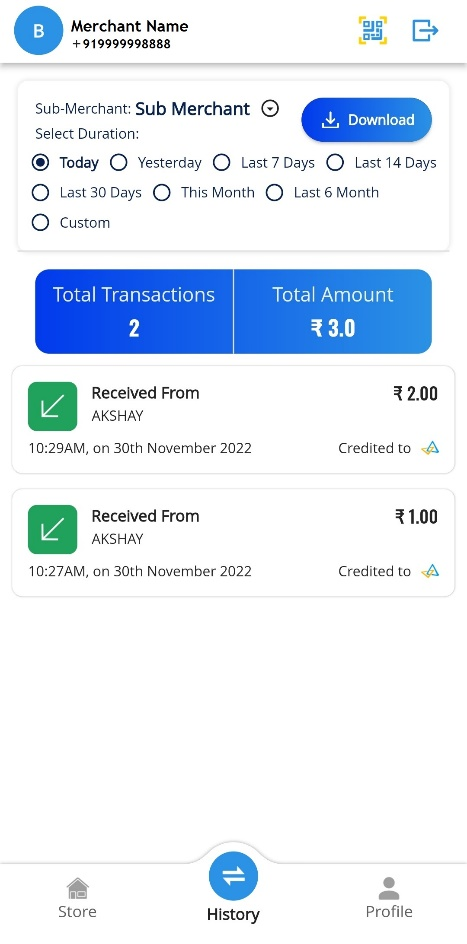 B
Merchant Name
+919999998888
Sub-Merchant: Sub Merchant
Download
Select Duration:
Today Yesterday Last 7 Days Last 14 Days
Last 30 Days This Month Last 6 Month
Custom
Total Transactions Total Amount
2 ₹ 3.0
Received From ₹ 2.00
AKSHAY
10:29AM, on 30th November 2022 Credited to
Received From ₹ 1.00
AKSHAY
10:27AM, on 30th November 2022 Credited to
Store History Profile